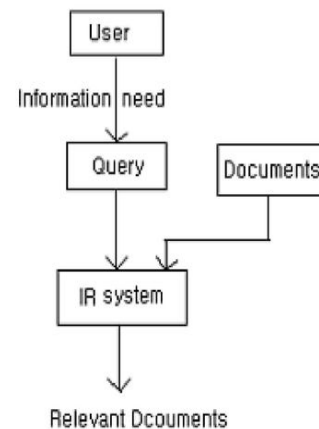 User
Information need
Query
Documents
IR system
Relevant Dcouments